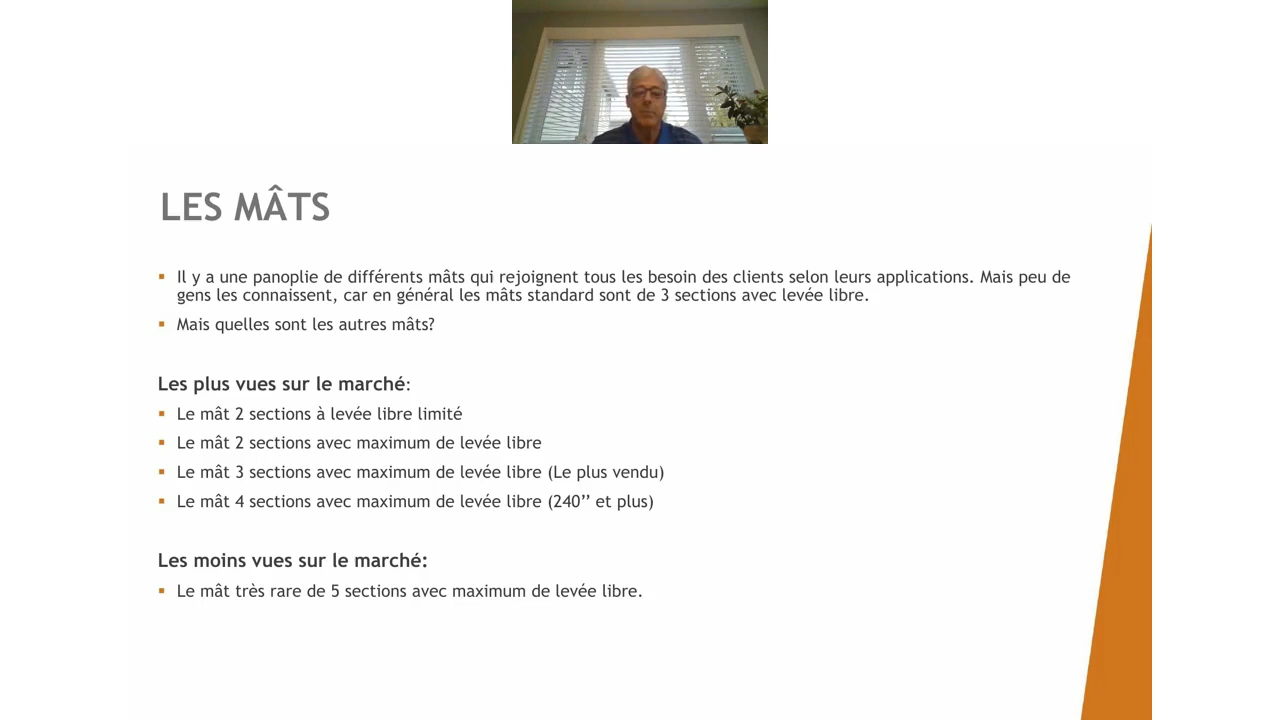 LES MÂTS
Il y a une panoplie de différents mâts qui rejoignent tous les besoin des clients selon leurs applications. Mais peu de
gens les connaissent, car en général les mâts standard sont de 3 sections avec levée libre.
Mais quelles sont les autres mâts?
Les plus vues sur le marché:
Le mât 2 sections à levée libre limité
Le mât 2 sections avec maximum de levée libre
Le mât 3 sections avec maximum de levée libre (Le plus vendu)
Le mât 4 sections avec maximum de levée libre (240’’ et plus)
Les moins vues sur le marché:
Le mât très rare de 5 sections avec maximum de levée libre.